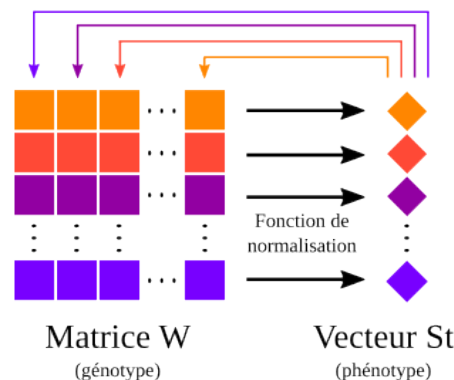 Fonction de
normalisation
Matrice W
(génotype)
Vecteur St
(phénotype)